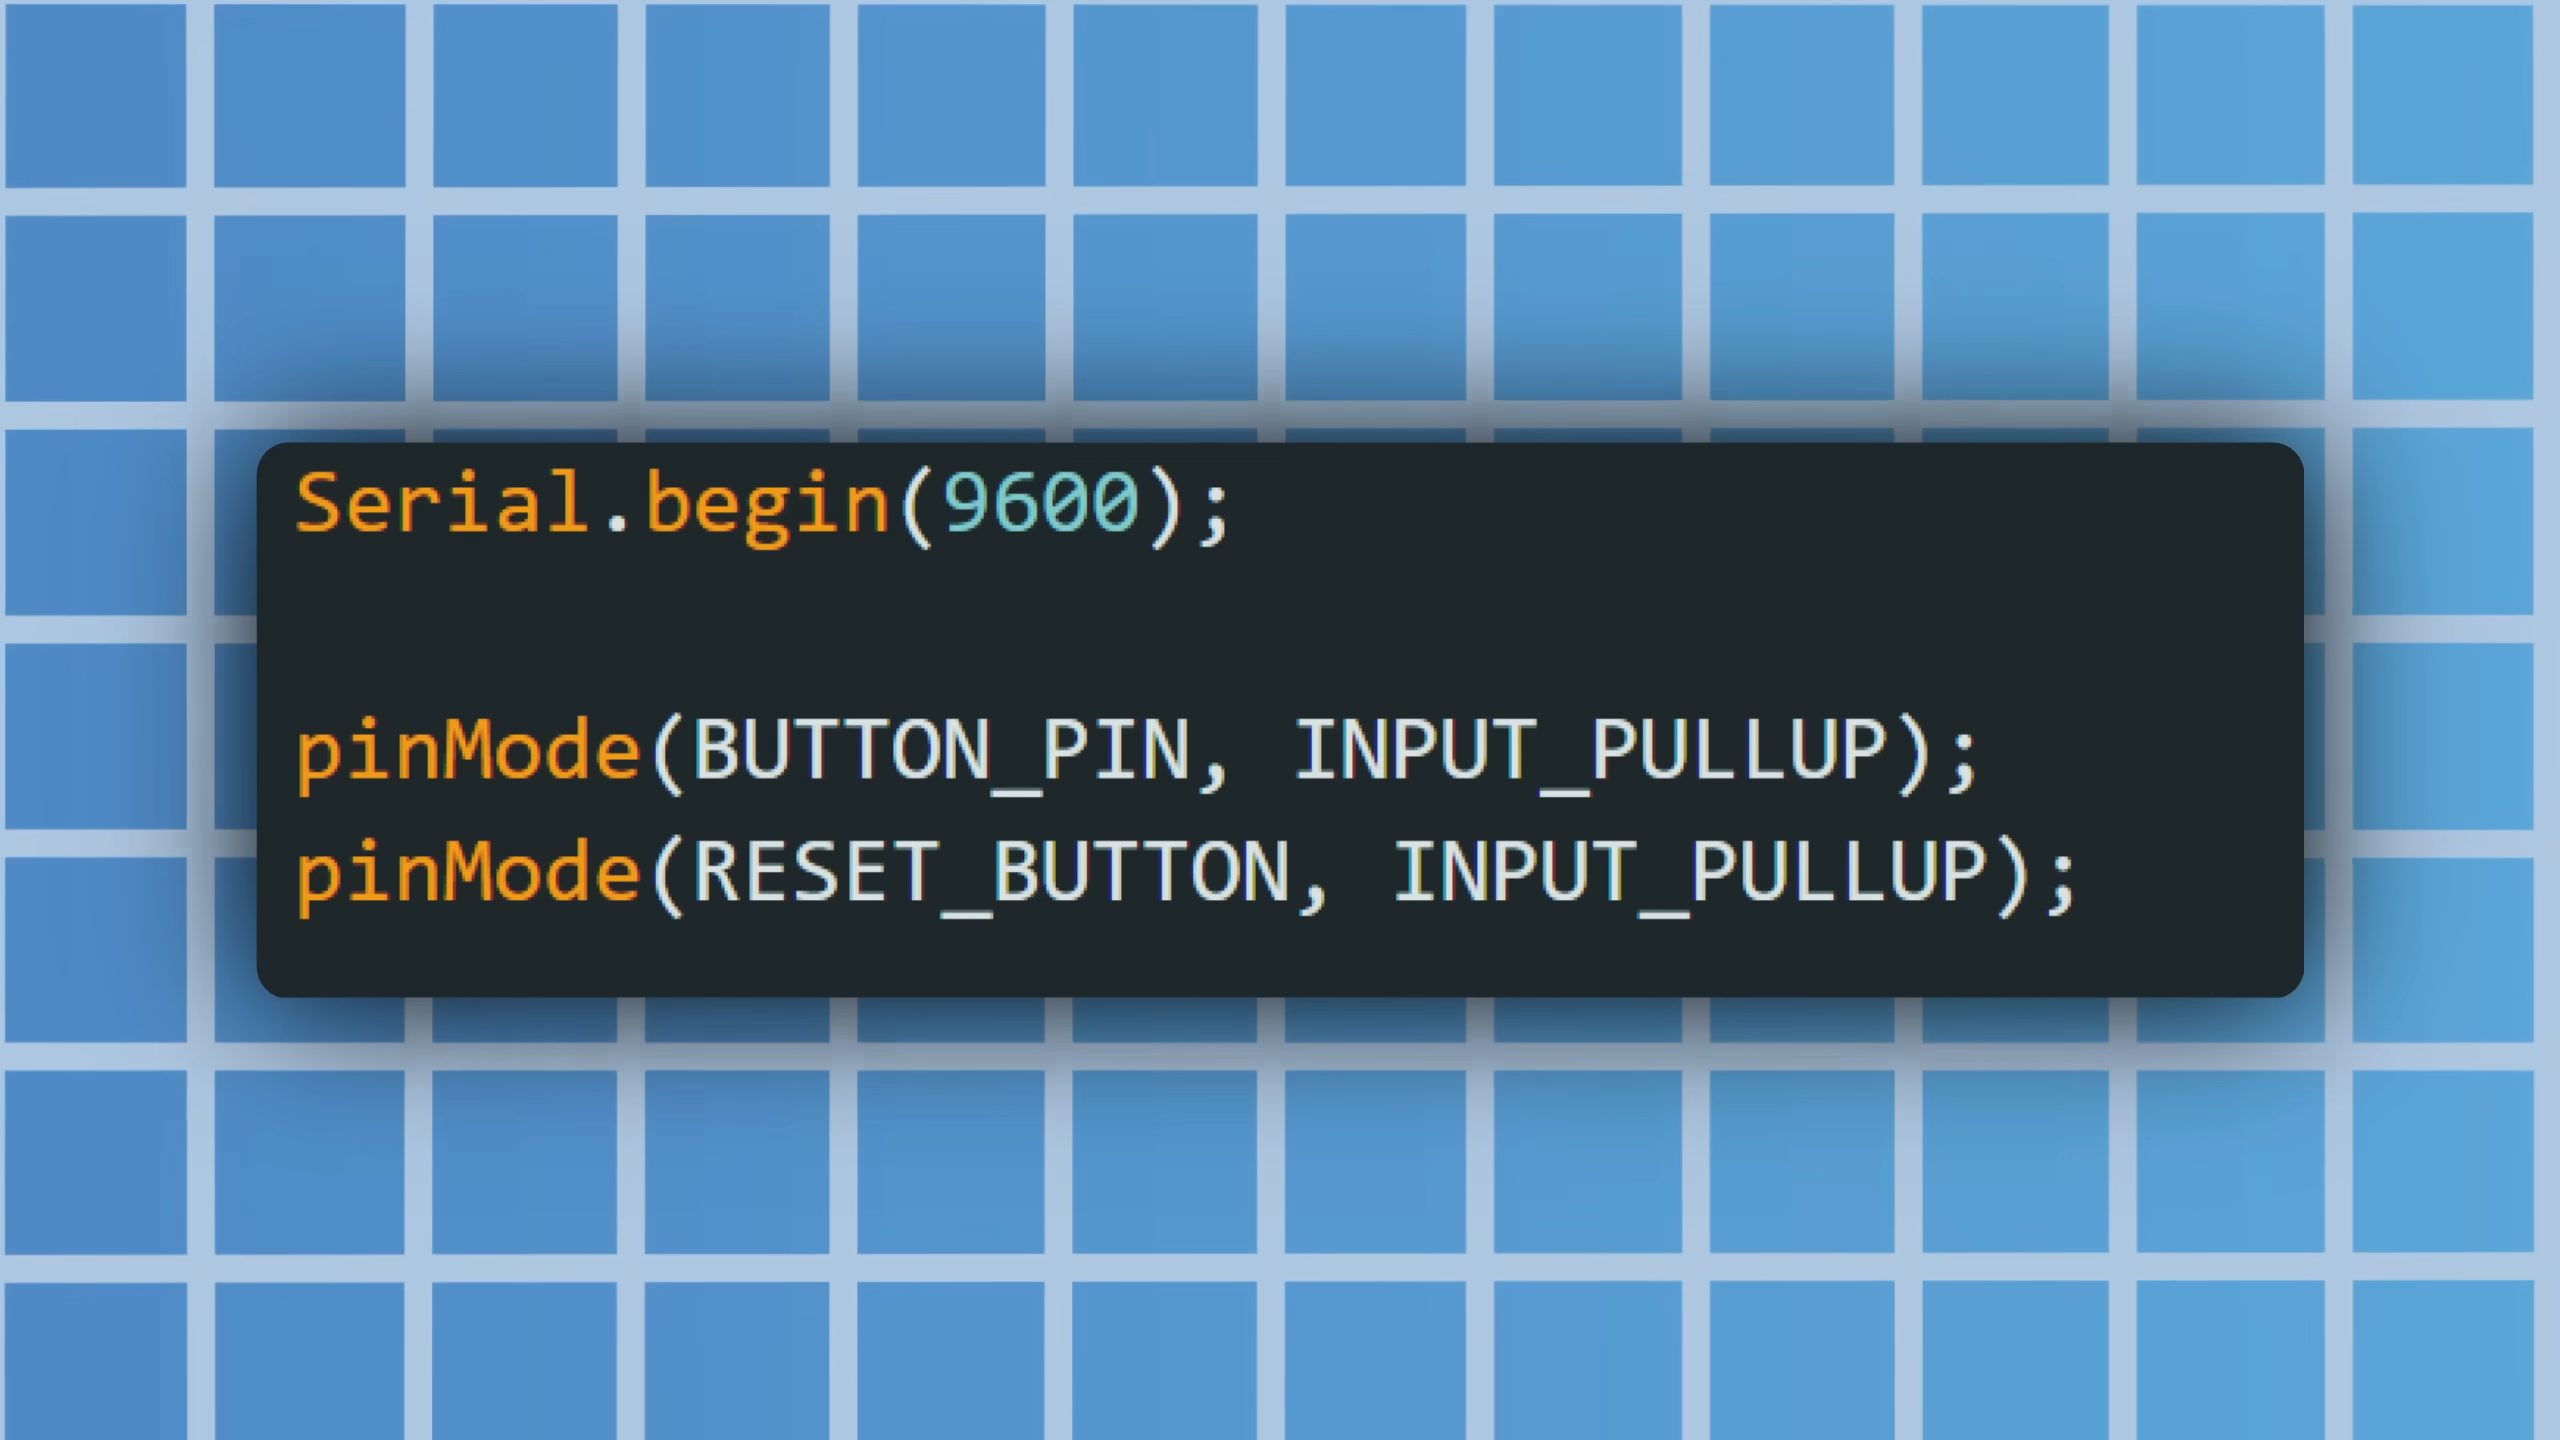 Serial.begin(9600);
pinMode(BUTTON_PIN, INPUT_PULLUP);
pinMode(RESET_BUTTON, INPUT_PULLUP);